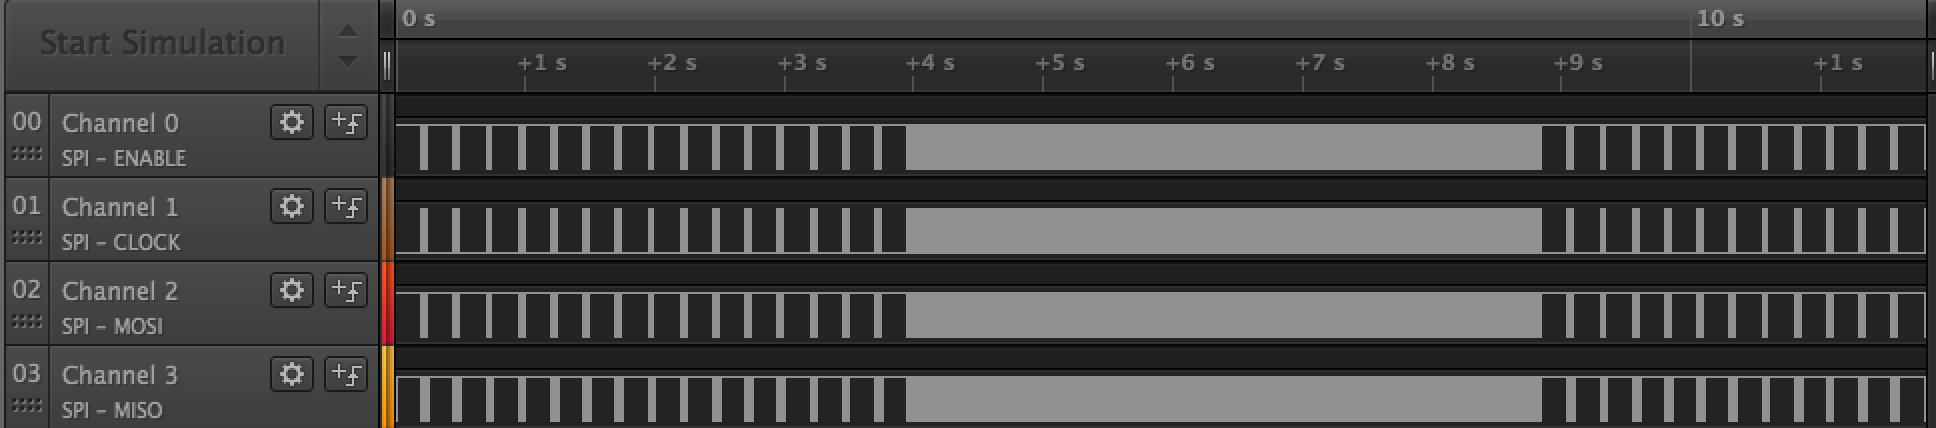 Start Simulation
0 s
10 s
+1 s +2 s +3 s +4 s +5 s +6 s +7 s +8 s +9 s +1 s
00 Channel 0
SPI – ENABLE
01 Channel 1
SPI – CLOCK
02 Channel 2
SPI – MOSI
03 Channel 3
SPI – MISO